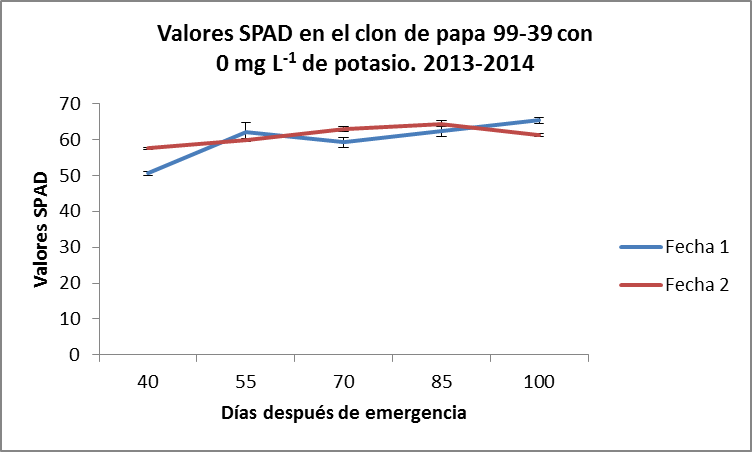 Valores SPAD en el clon de papa 99-39 con
0 mg L⁻¹ de potasio. 2013-2014
70
60
50
40
30
20
10
0
Valores SPAD
40 55 70 85 100
Días después de emergencia
Fecha 1
Fecha 2